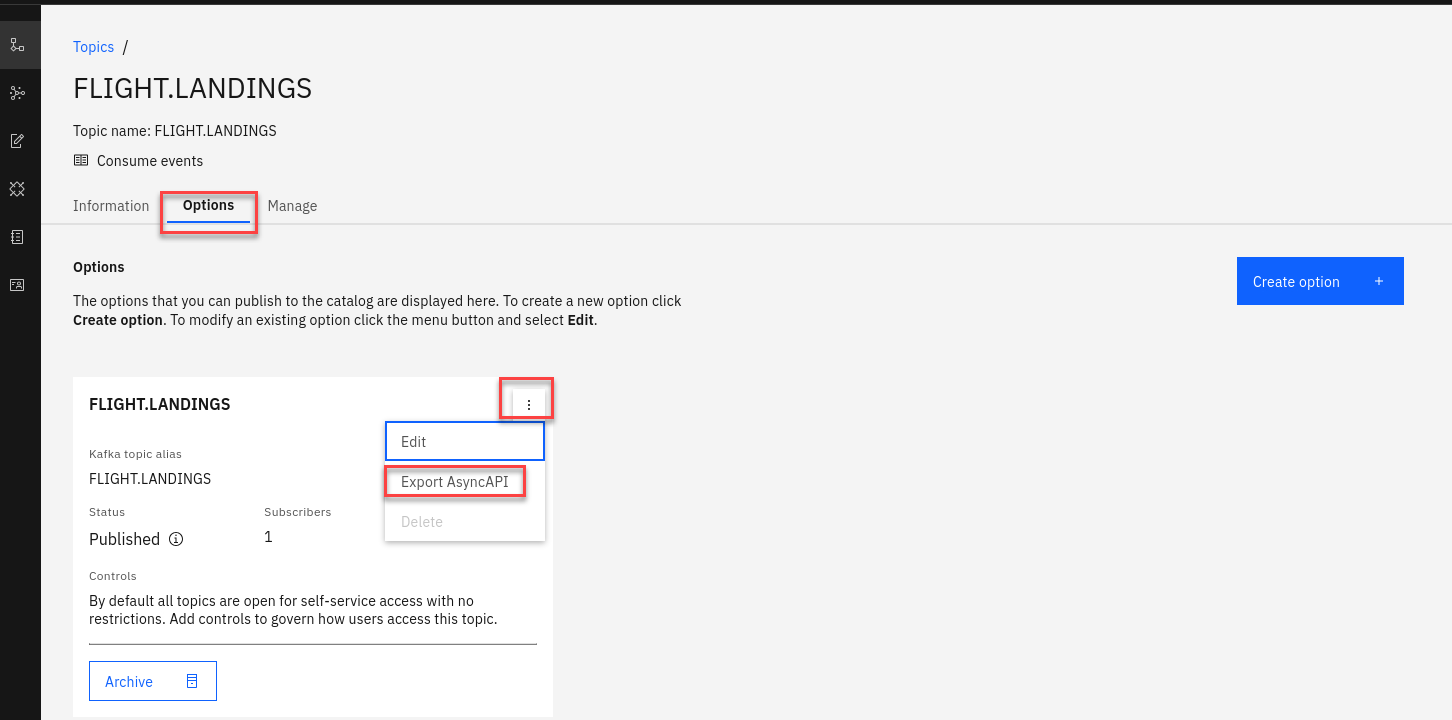 Topics /
FLIGHT.LANDINGS
Topic name: FLIGHT.LANDINGS
Consume events
Information Options Manage
Options
Create option +
The options that you can publish to the catalog are displayed here. To create a new option click
Create option. To modify an existing option click the menu button and select Edit.
FLIGHT.LANDINGS
Edit
Kafka topic alias
FLIGHT.LANDINGS
Export AsyncAPI
Status Subscribers
Delete
Published 1
Controls
By default all topics are open for self-service access with no
restrictions. Add controls to govern how users access this topic.
Archive